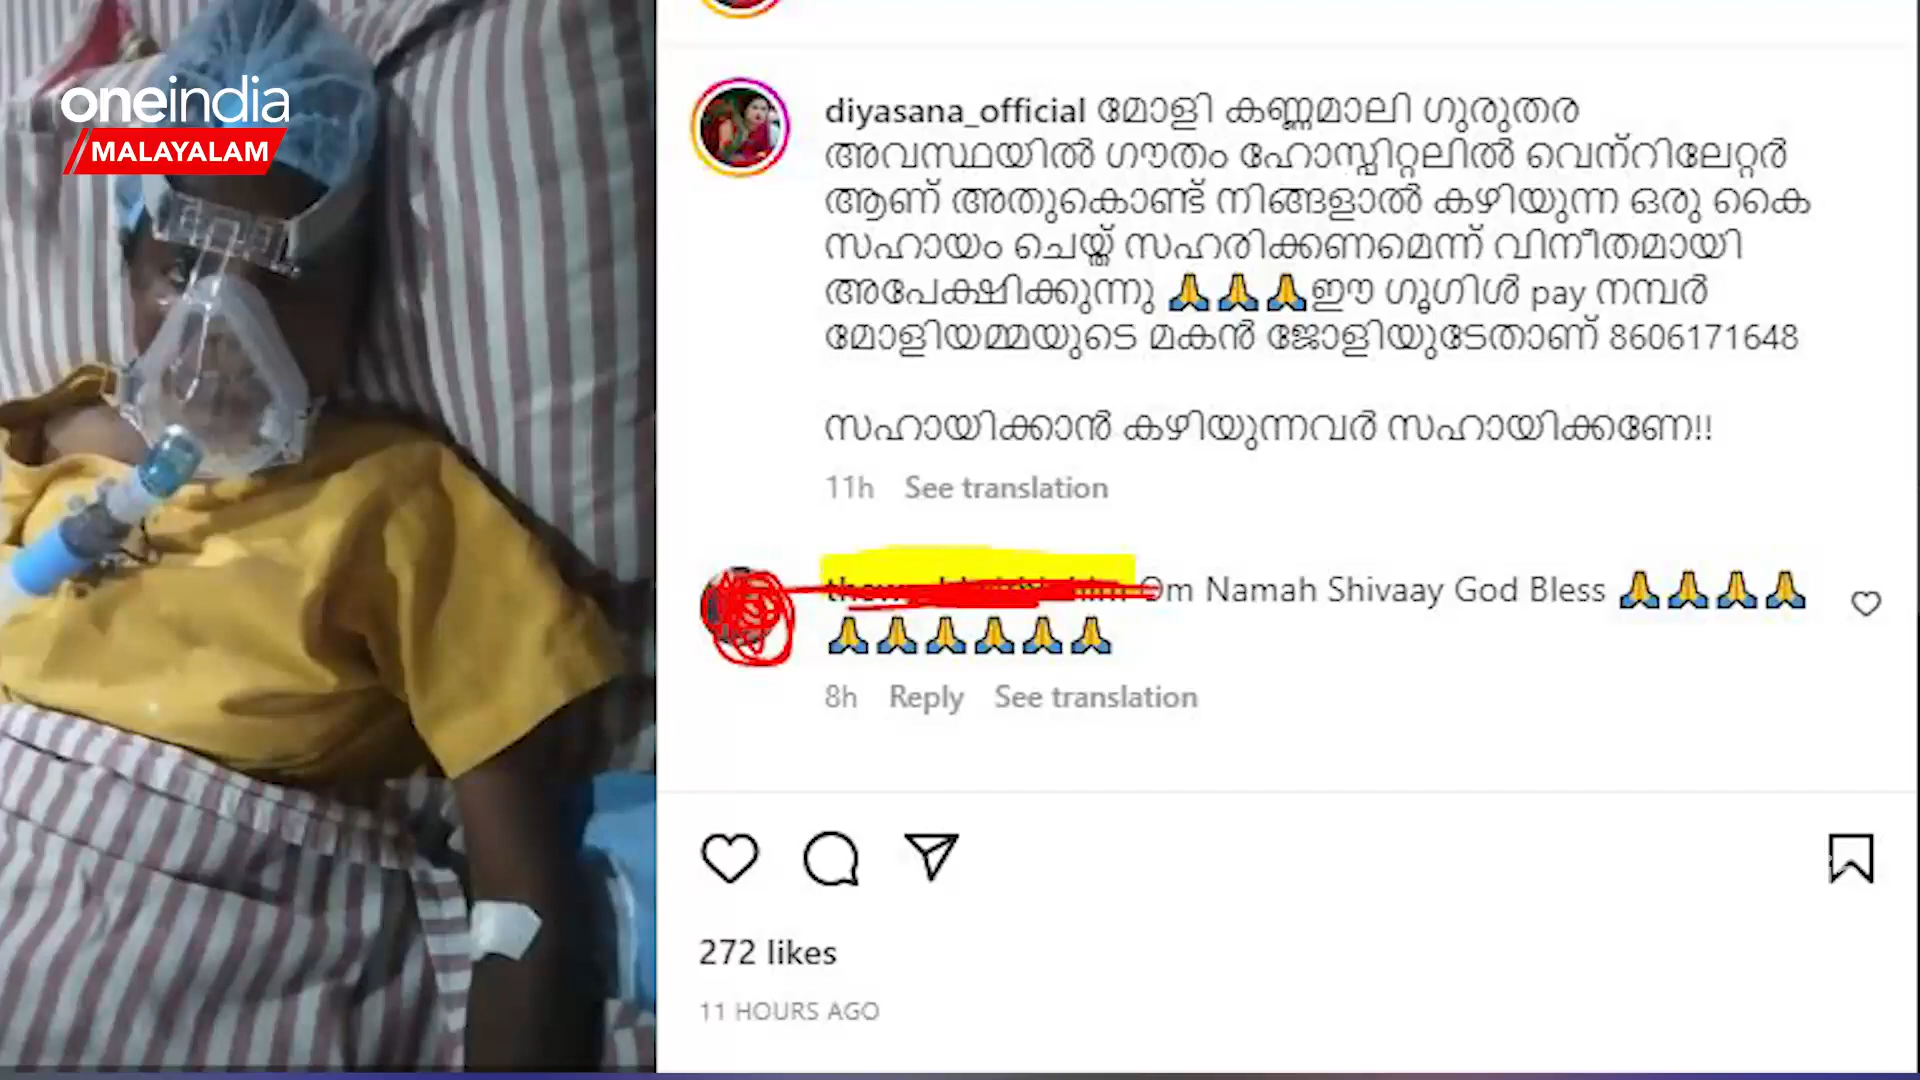 oneindia
MALAYALAM
diyasana_official മോളി കണ്ണമാലി ഗുരുതര
അവസ്ഥയിൽ ഗൗതം ഹോസ്പിറ്റലിൽ വെന്റിലേറ്റർ
ആണ് അതുകൊണ്ട് നിങ്ങളാൽ കഴിയുന്ന ഒരു കൈ
സഹായം ചെയ്ത് സഹരിക്കണമെന്ന് വിനീതമായി
അപേക്ഷിക്കുന്നു 🙏🙏🙏ഈ ഗൂഗിൾ pay നമ്പർ
മോളിയമ്മയുടെ മകൻ ജോളിയുടേതാണ് 8606171648
സഹായിക്കാൻ കഴിയുന്നവർ സഹായിക്കണേ!!
11h See translation
Om Namah Shivaay God Bless 🙏🙏🙏🙏
🙏🙏🙏🙏🙏🙏
8h Reply See translation
272 likes
11 HOURS AGO